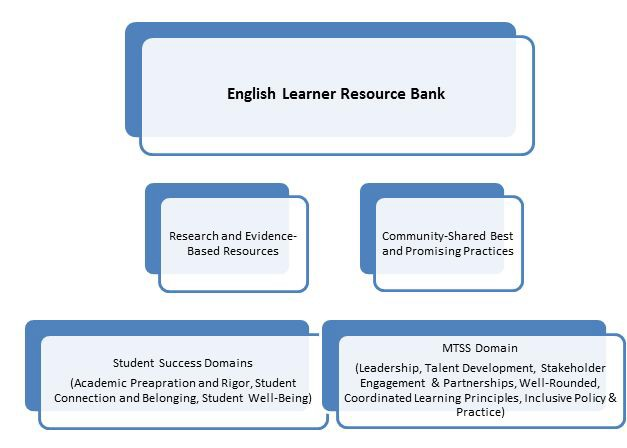 English Learner Resource Bank
Research and Evidence-
Based Resources
Community-Shared Best
and Promising Practices
Student Success Domains
(Academic Preapration and Rigor, Student
Connection and Belonging, Student Well-Being)
MTSS Domain
(Leadership, Talent Development, Stakeholder
Engagement & Partnerships, Well-Rounded,
Coordinated Learning Principles, Inclusive Policy &
Practice)